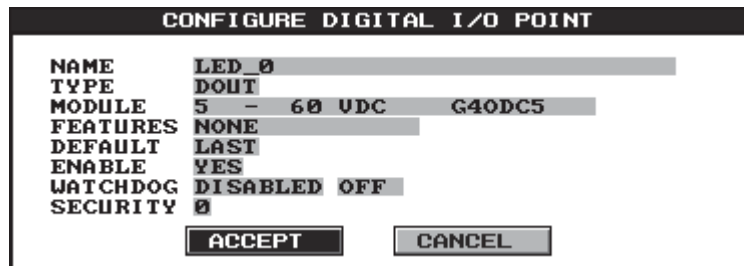 CONFIGURE DIGITAL I/O POINT
NAME LED_0
TYPE DOUT
MODULE 5 - 60 VDC G4ODC5
FEATURES NONE
DEFAULT LAST
ENABLE YES
WATCHDOG DISABLED OFF
SECURITY 0
ACCEPT CANCEL